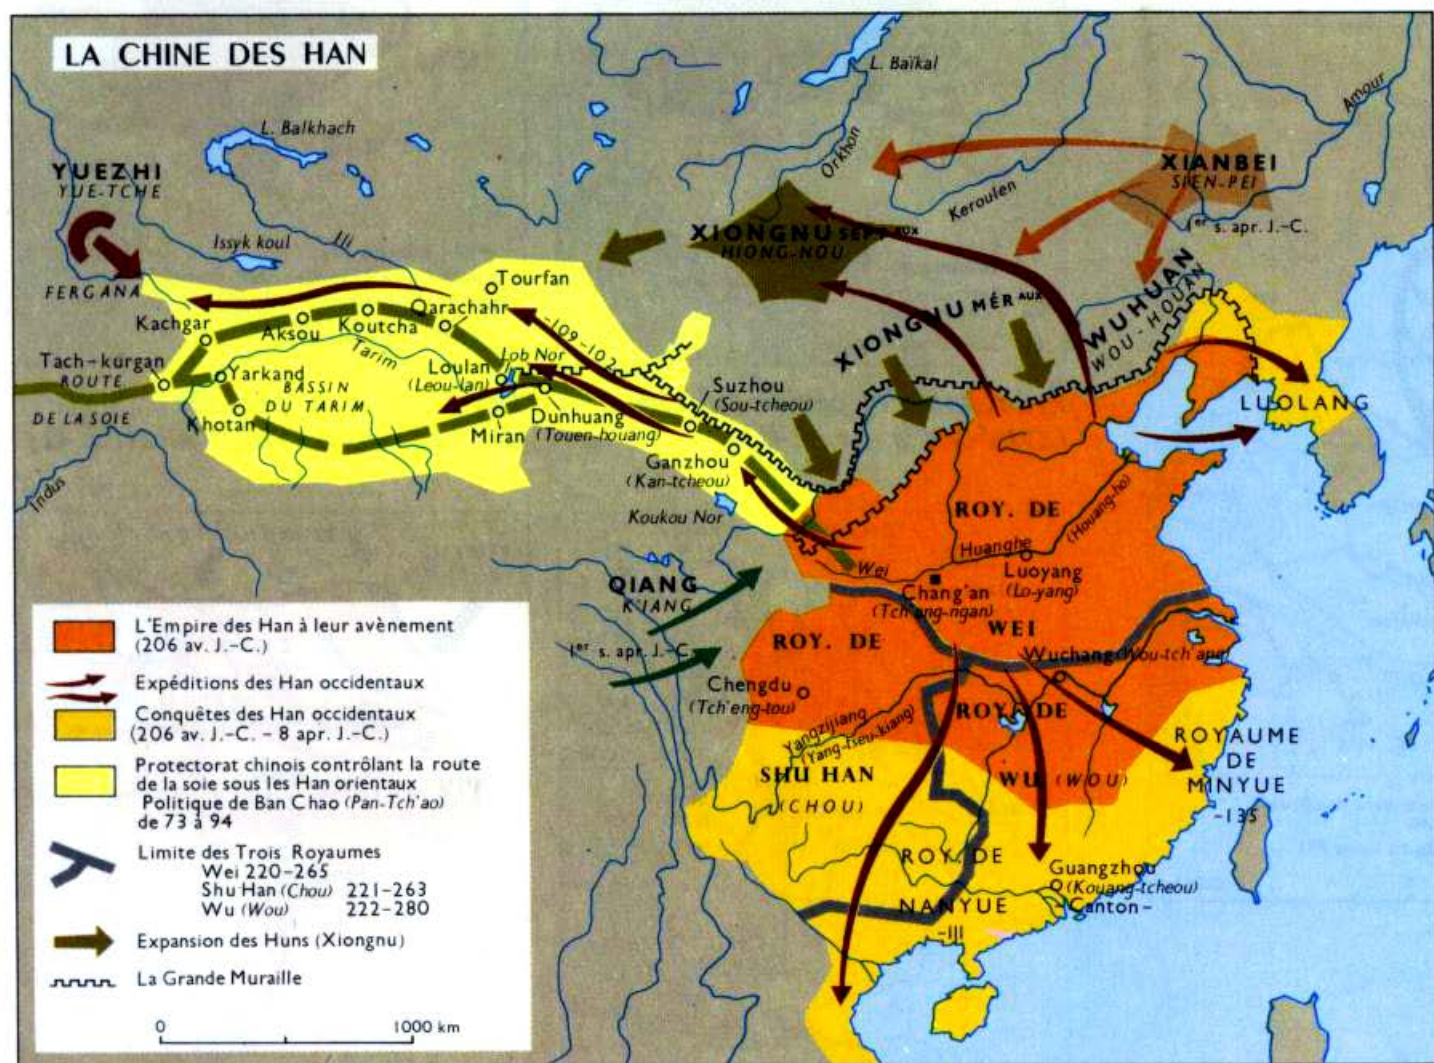 LA CHINE DES HAN
L. Baïkal
Amour
L. Balkhach
Orkhon
YUEZHI
YUE-TCHE
XIANBEI
SIEN-PEI
Keroulen
1er s. apr. J.-C.
Issyk koul
Ili
XIONGNU SEPT.AUX
HIONG-NOU
FERGANA
Tourfan
XIONGNU MÉR.AUX
WUHUAN
WOU-HOUAN
Kachgar
Aksou
Koutcha
Qarachahr
-109-102
Tach-kurgan
ROUTE
DE LA SOIE
Yarkand
Tarim
BASSIN
DU TARIM
Loulan
(Leou-lan)
Lob Nor
Suzhou
(Sou-tcheou)
LUOLANG
Khotan
Miran
Dunhuang
(Touen-houang)
Ganzhou
(Kan-tcheou)
Indus
Koukou Nor
ROY. DE
(Houang-ho)
Huanghe
Luoyang
(Lo-yang)
Wei
Chang'an
(Tch'ang-ngan)
QIANG
K'IANG
WEI
ROY. DE
1er s. apr. J.-C.
Wuchang (Wou-tch'ang)
Chengdu
(Tch'eng-tou)
ROY. DE
Yangzijiang
(Yang-tseu-kiang)
ROYAUME
DE
MINYUE
-135
SHU HAN
(CHOU)
WU (WOU)
ROY. DE
NANYUE
-III
Guangzhou
(Kouang-tcheou)
-Canton-
L'Empire des Han à leur avènement
(206 av. J.-C.)
Expéditions des Han occidentaux
Conquêtes des Han occidentaux
(206 av. J.-C. - 8 apr. J.-C.)
Protectorat chinois contrôlant la route
de la soie sous les Han orientaux
Politique de Ban Chao (Pan-Tch'ao)
de 73 à 94
Limite des Trois Royaumes
Wei 220-265
Shu Han (Chou) 221-263
Wu (Wou) 222-280
Expansion des Huns (Xiongnu)
La Grande Muraille
0 1000 km